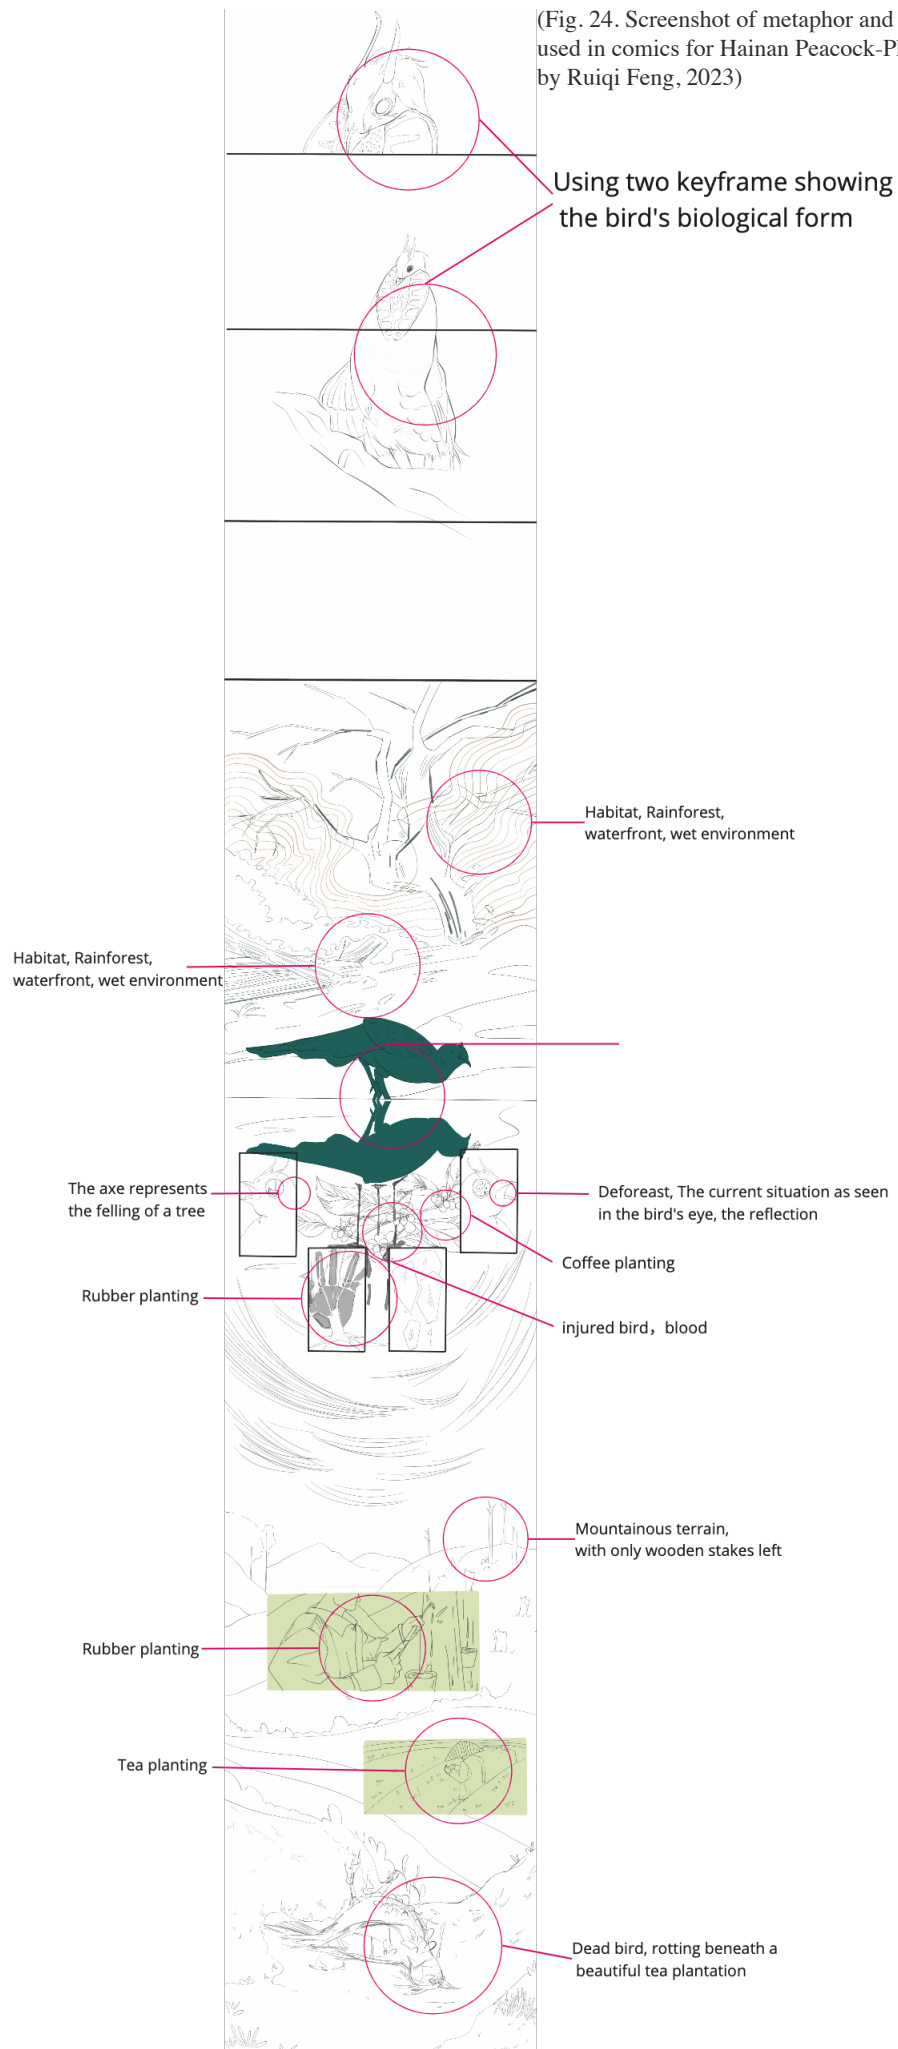 (Fig. 24. Screenshot of metaphor and
used in comics for Hainan Peacock-
by Ruiqi Feng, 2023)
Using two keyframe showing
the bird's biological form
Habitat, Rainforest,
waterfront, wet environment
Habitat, Rainforest,
waterfront, wet environment
The axe represents
the felling of a tree
Deforeast, The current situation as seen
in the bird's eye, the reflection
Coffee planting
Rubber planting
injured bird，blood
Mountainous terrain,
with only wooden stakes left
Rubber planting
Tea planting
Dead bird, rotting beneath a
beautiful tea plantation